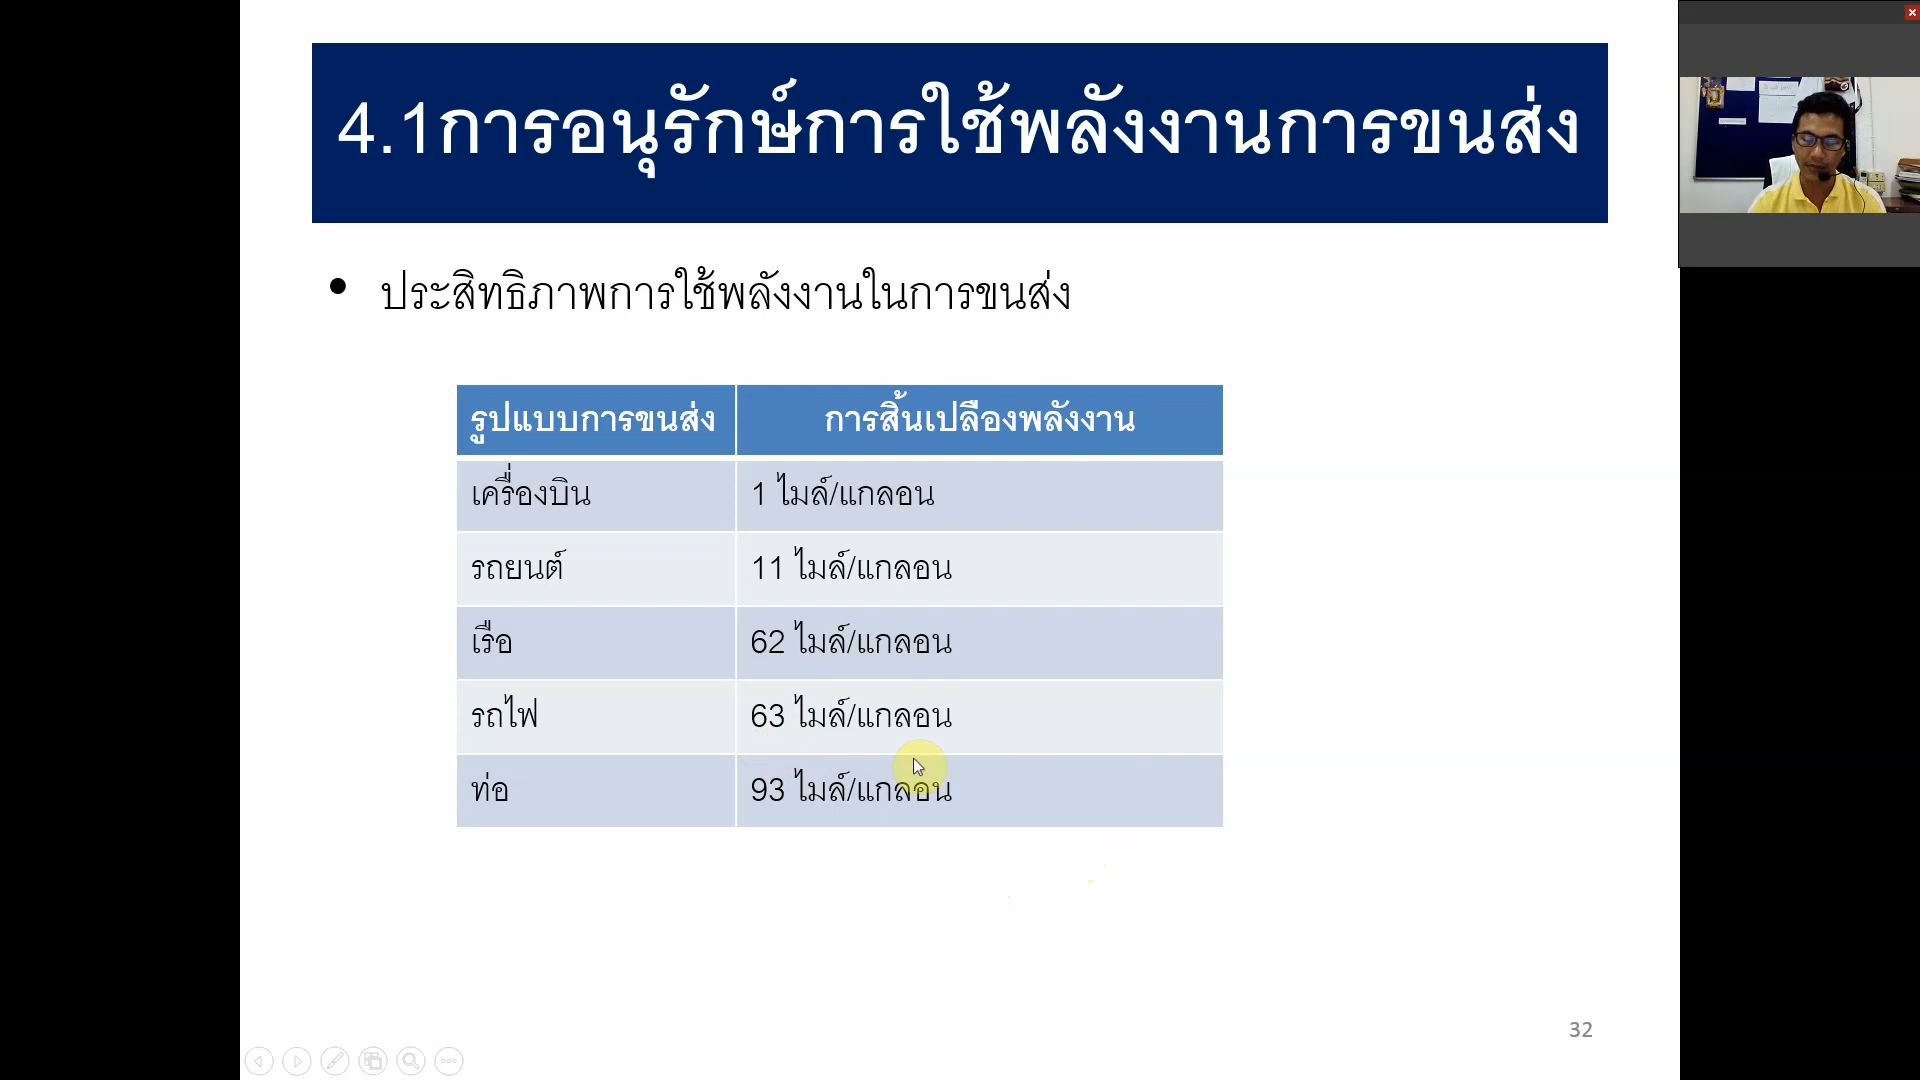 4.1การอนุรักษ์การใช้พลังงานการขนส่ง
• ประสิทธิภาพการใช้พลังงานในการขนส่ง
รูปแบบการขนส่ง การสิ้นเปลืองพลังงาน
เครื่องบิน 1 ไมล์/แกลอน
รถยนต์ 11 ไมล์/แกลอน
เรือ 62 ไมล์/แกลอน
รถไฟ 63 ไมล์/แกลอน
ท่อ 93 ไมล์/แกลอน
32